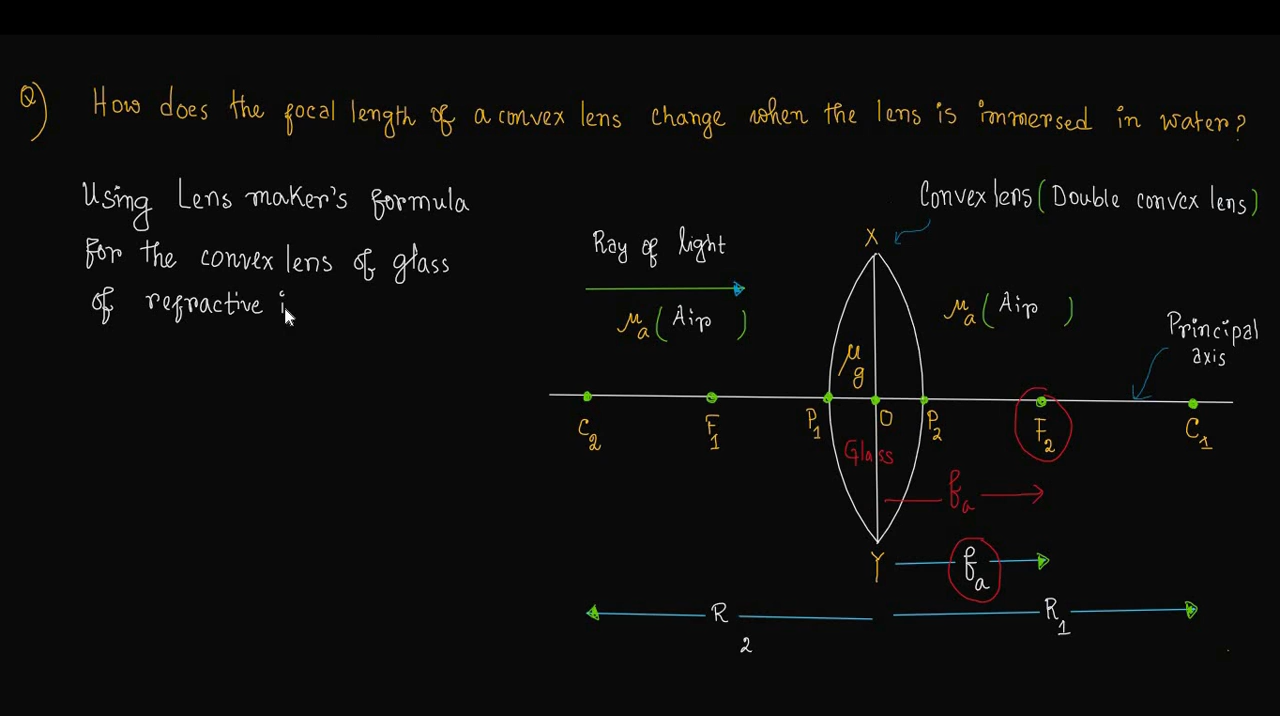 Q) How does the focal length of a convex lens change when the lens is immersed in water?
Using Lens maker's formula
for the convex lens of glass
of refractive i
Convex lens (Double convex lens)
X
Ray of light
μa (Air )
μa (Air )
Principal
axis
μg
C2 F1 P1 O P2 F2 C1
Glass
fa
Y fa
R2 R1